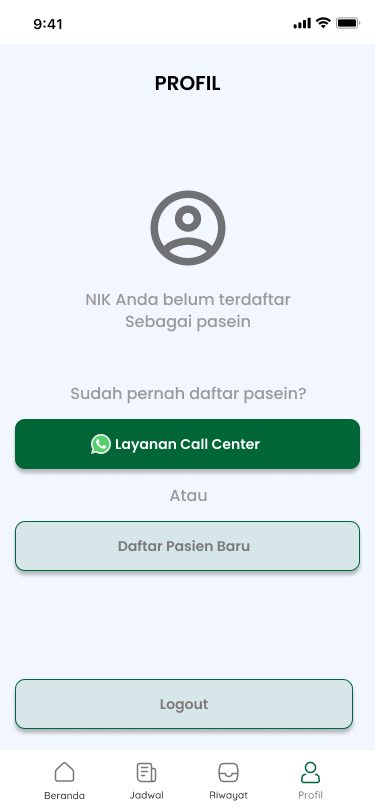 9:41
PROFIL
NIK Anda belum terdaftar
Sebagai pasein
Sudah pernah daftar pasein?
Layanan Call Center
Atau
Daftar Pasien Baru
Logout
Beranda
Jadwal
Riwayat
Profil